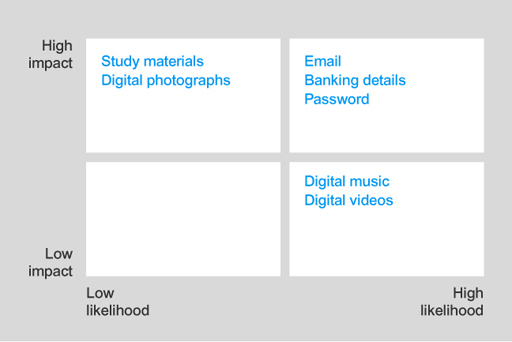 High
impact
Study materials
Digital photographs
Email
Banking details
Password
Digital music
Digital videos
Low
impact
Low
likelihood
High
likelihood